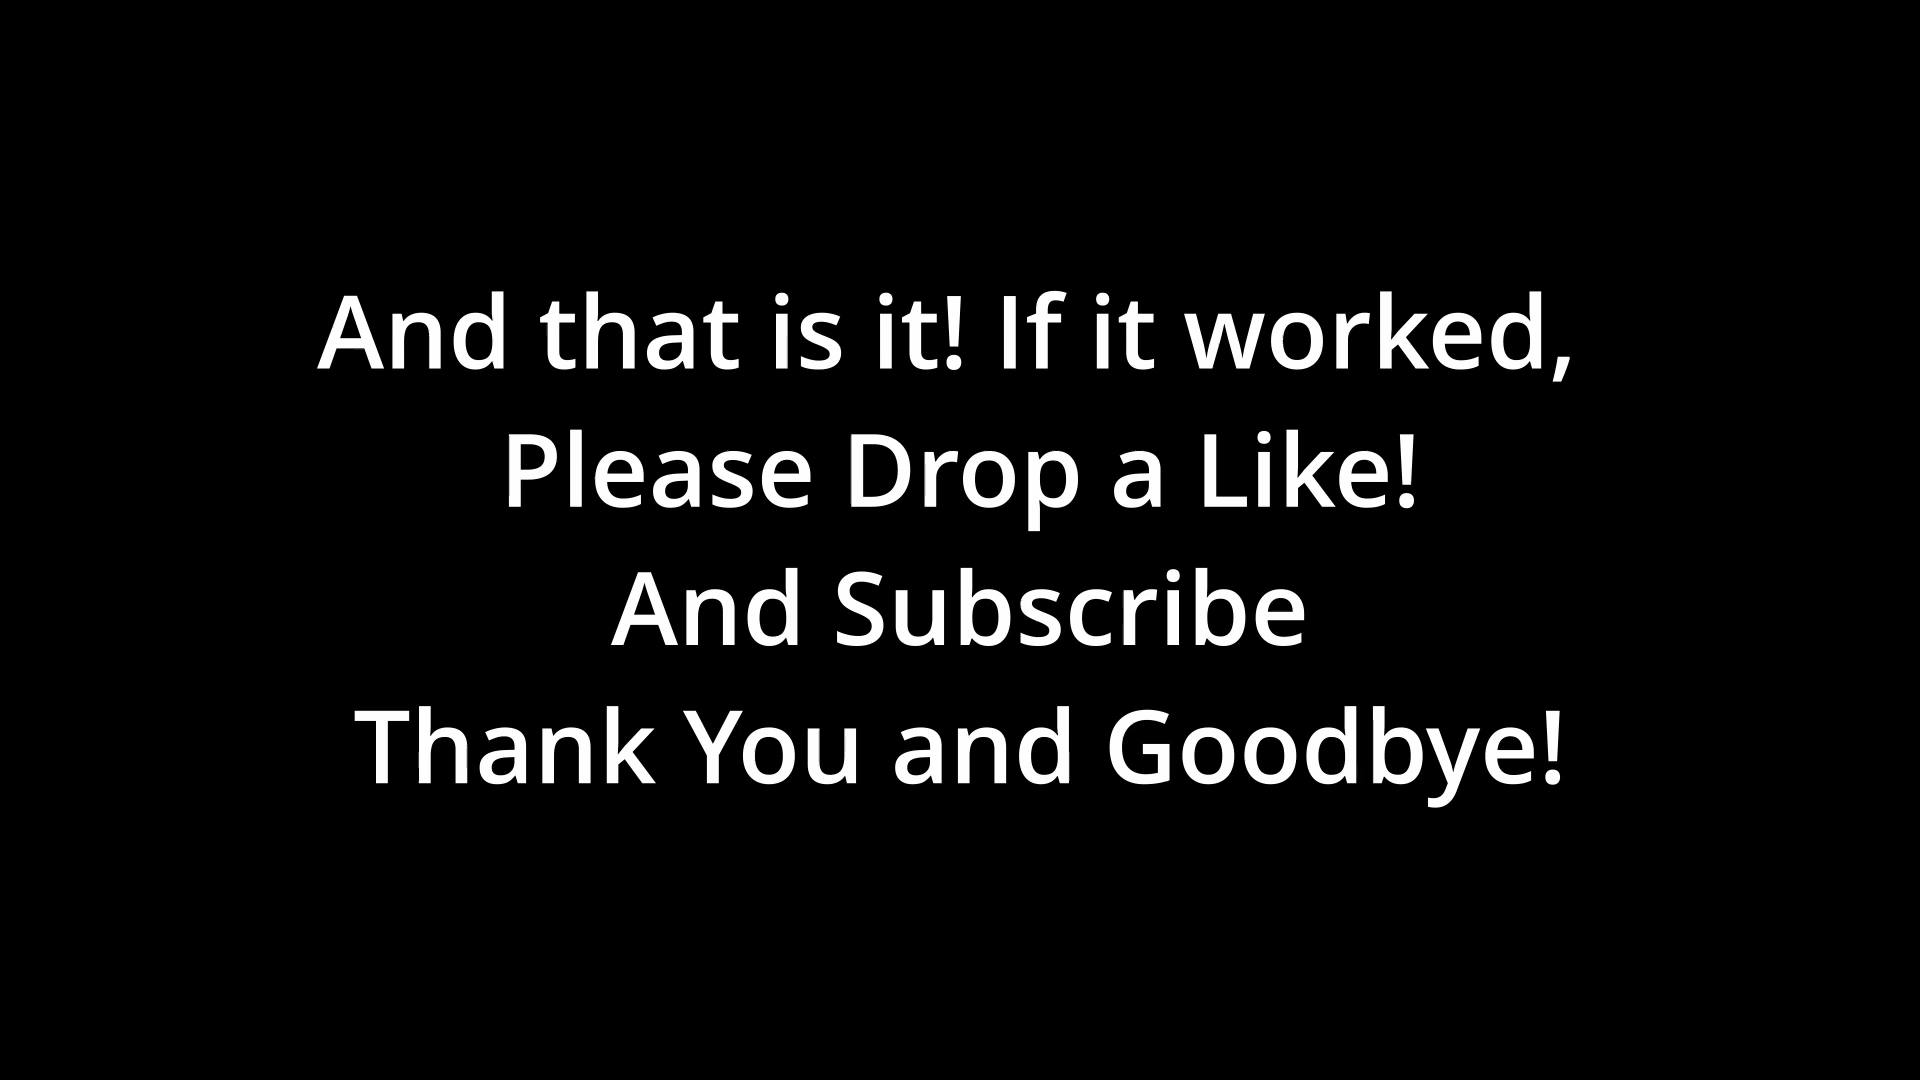 And that is it! If it worked,
Please Drop a Like!
And Subscribe
Thank You and Goodbye!